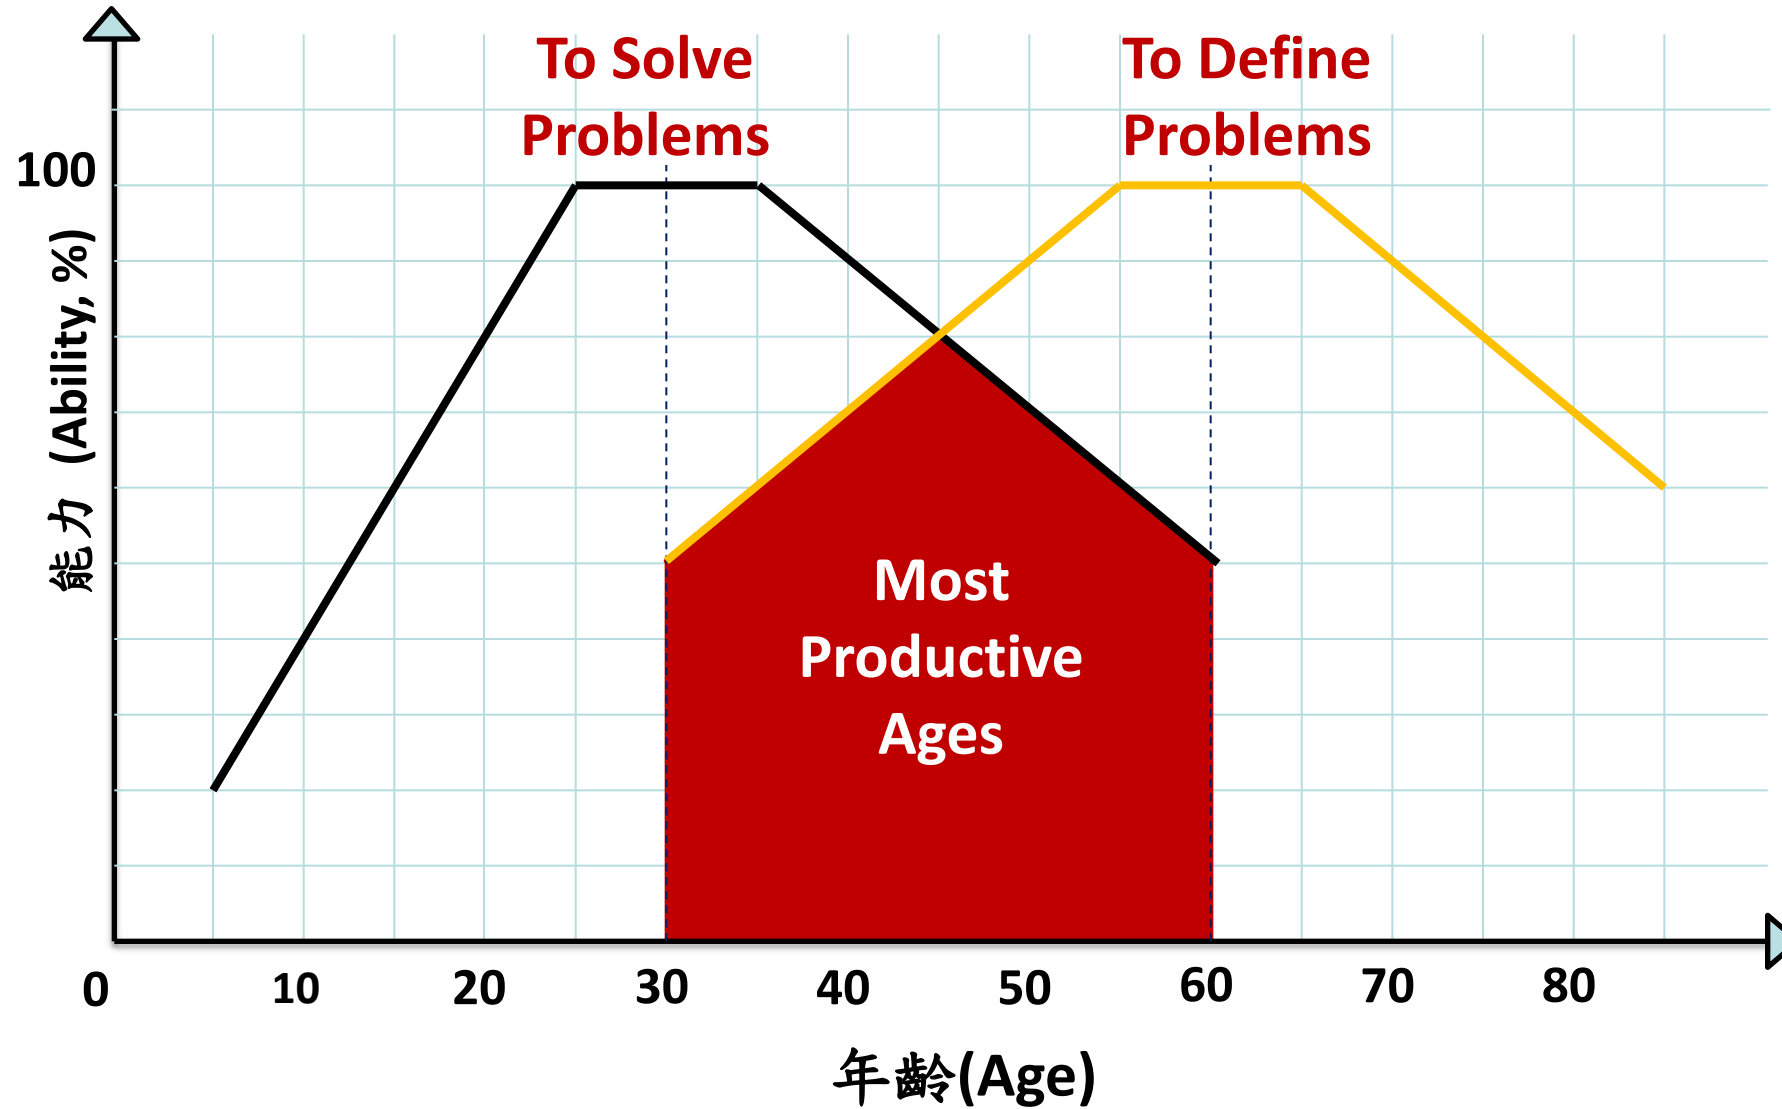 To Solve
Problems
To Define
Problems
100
能力 (Ability, %)
Most
Productive
Ages
0 10 20 30 40 50 60 70 80
年齡(Age)